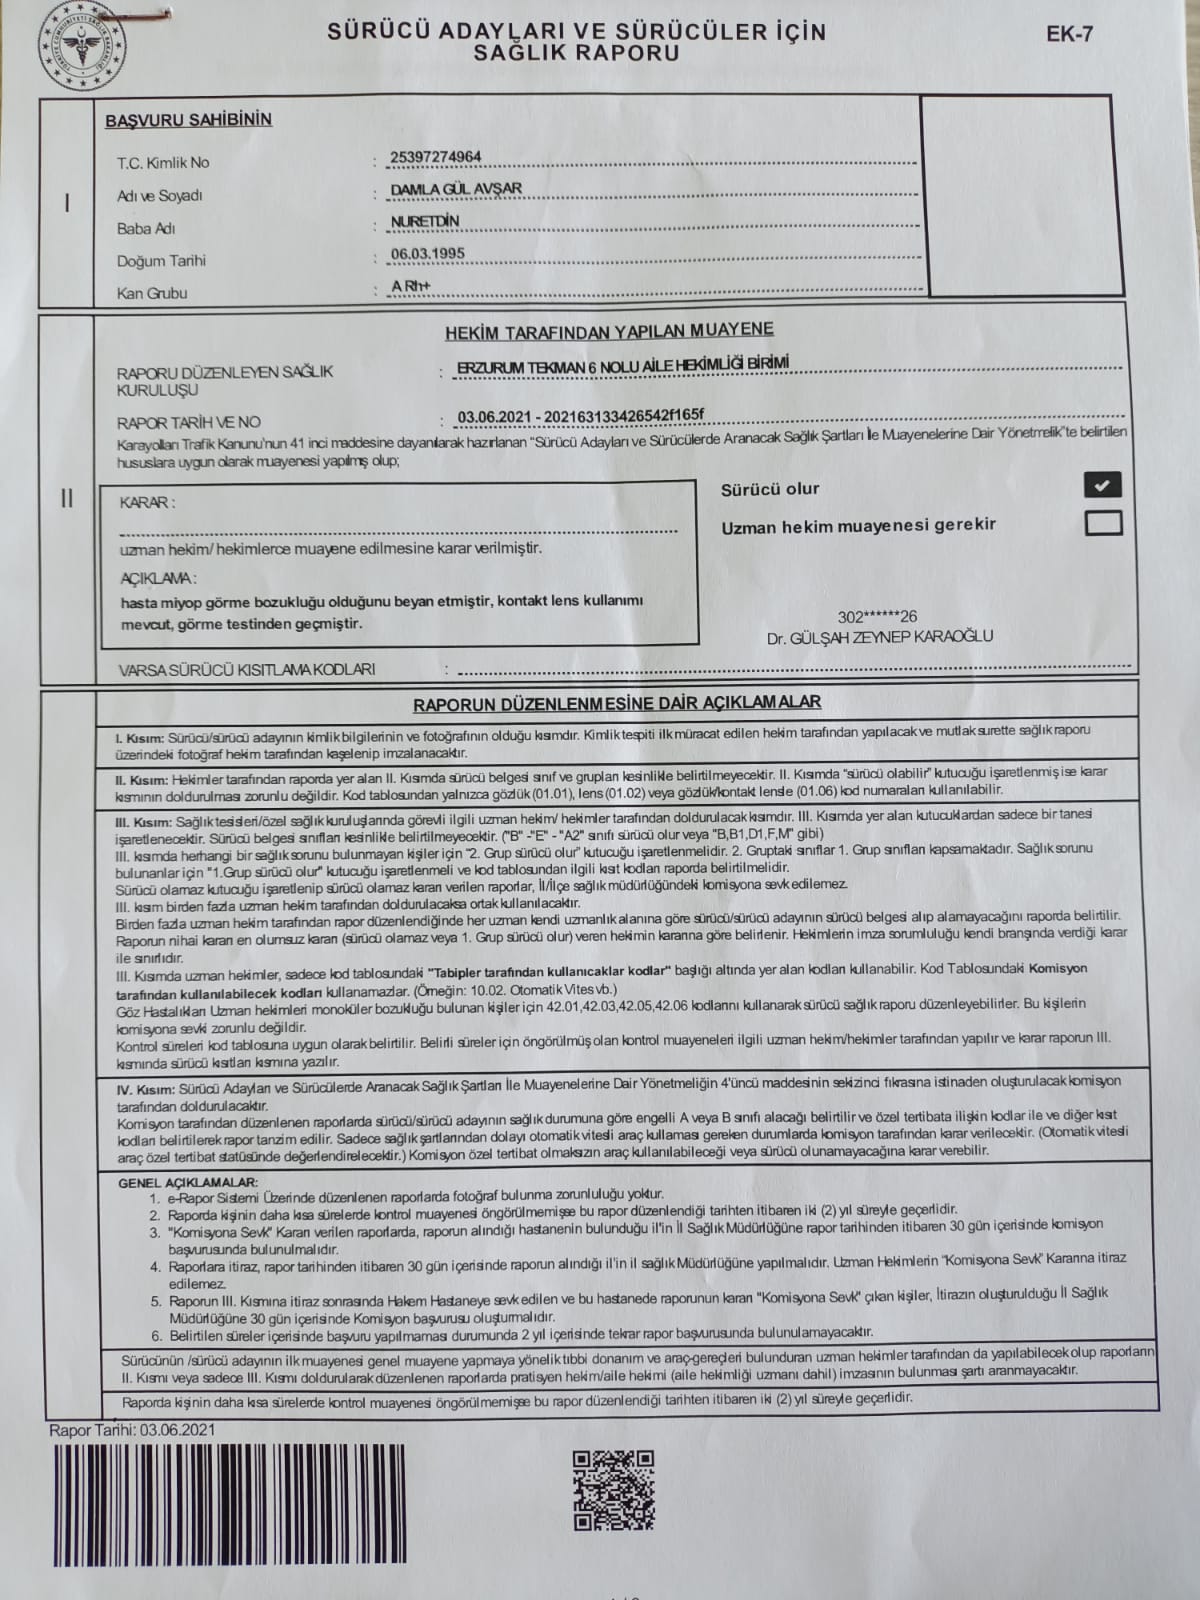 SÜRÜCÜ ADAYLARI VE SÜRÜCÜLER İÇİN
SAĞLIK RAPORU
EK-7
I
BAŞVURU SAHİBİNİN
T.C. Kimlik No : 25397274964
Adı ve Soyadı : DAMLA GÜL AVŞAR
Baba Adı : NURETDİN
Doğum Tarihi : 06.03.1995
Kan Grubu : A Rh+
II
HEKİM TARAFINDAN YAPILAN MUAYENE
RAPORU DÜZENLEYEN SAĞLIK
KURULUŞU : ERZURUM TEKMAN 6 NOLU AİLE HEKİMLİĞİ BİRİMİ
RAPOR TARİH VE NO : 03.06.2021 - 202163133426542f165f
Karayolları Trafik Kanunu'nun 41 inci maddesine dayanılarak hazırlanan "Sürücü Adayları ve Sürücülerde Aranacak Sağlık Şartları İle Muayenelerine Dair Yönetmelik"te belirtilen
hususlara uygun olarak muayenesi yapılmış olup;
KARAR :
uzman hekim/ hekimlerce muayene edilmesine karar verilmiştir.
AÇIKLAMA :
hasta miyop görme bozukluğu olduğunu beyan etmiştir, kontakt lens kullanımı
mevcut, görme testinden geçmiştir.
Sürücü olur
Uzman hekim muayenesi gerekir
302******26
Dr. GÜLŞAH ZEYNEP KARAOĞLU
VARSA SÜRÜCÜ KISITLAMA KODLARI :
RAPORUN DÜZENLENMESİNE DAİR AÇIKLAMALAR
I. Kısım: Sürücü/sürücü adayının kimlik bilgilerinin ve fotoğrafının olduğu kısımdır. Kimlik tespiti ilk müracat edilen hekim tarafından yapılacak ve mutlak surette sağlık raporu
üzerindeki fotoğraf hekim tarafından kaşelenip imzalanacaktır.
II. Kısım: Hekimler tarafından raporda yer alan II. Kısımda sürücü belgesi sınıf ve grupları kesinlikle belirtilmeyecektir. II. Kısımda "sürücü olabilir" kutucuğu işaretlenmiş ise karar
kısmının doldurulması zorunlu değildir. Kod tablosundan yalnızca gözlük (01.01), lens (01.02) veya gözlük/kontakt lensle (01.06) kod numaraları kullanılabilir.
III. Kısım: Sağlık tesisleri/özel sağlık kuruluşlarında görevli ilgili uzman hekim/ hekimler tarafından doldurulacak kısımdır. III. Kısımda yer alan kutucuklardan sadece bir tanesi
işaretlenecektir. Sürücü belgesi sınıfları kesinlikle belirtilmeyecektir. ("B" -"E" - "A2" sınıfı sürücü olur veya "B,B1,D1,F,M" gibi)
III. kısımda herhangi bir sağlık sorunu bulunmayan kişiler için "2. Grup sürücü olur" kutucuğu işaretlenmelidir. 2. Gruptaki sınıflar 1. Grup sınıfları kapsamaktadır. Sağlık sorunu
bulunanlar için "1.Grup sürücü olur" kutucuğu işaretlenmeli ve kod tablosundan ilgili kısıt kodları raporda belirtilmelidir.
Sürücü olamaz kutucuğu işaretlenip sürücü olamaz kararı verilen raporlar, İl/İlçe sağlık müdürlüğündeki komisyona sevk edilemez.
III. kısım birden fazla uzman hekim tarafından doldurulacaksa ortak kullanılacaktır.
Birden fazla uzman hekim tarafından rapor düzenlendiğinde her uzman kendi uzmanlık alanına göre sürücü/sürücü adayının sürücü belgesi alıp alamayacağını raporda belirtilir.
Raporun nihai kararı en olumsuz kararı (sürücü olamaz veya 1. Grup sürücü olur) veren hekimin kararına göre belirlenir. Hekimlerin imza sorumluluğu kendi branşında verdiği karar
ile sınırlıdır.
III. Kısımda uzman hekimler, sadece kod tablosundaki "Tabipler tarafından kullanıcaklar kodlar" başlığı altında yer alan kodları kullanabilir. Kod Tablosundaki Komisyon
tarafından kullanılabilecek kodları kullanamazlar. (Örneğin: 10.02. Otomatik Vites vb.)
Göz Hastalıkları Uzman hekimleri monoküler bozukluğu bulunan kişiler için 42.01,42.03,42.05,42.06 kodlarını kullanarak sürücü sağlık raporu düzenleyebilirler. Bu kişilerin
komisyona sevki zorunlu değildir.
Kontrol süreleri kod tablosuna uygun olarak belirtilir. Belirli süreler için öngörülmüş olan kontrol muayeneleri ilgili uzman hekim/hekimler tarafından yapılır ve karar raporun III.
kısmında sürücü kısıtları kısmına yazılır.
IV. Kısım: Sürücü Adayları ve Sürücülerde Aranacak Sağlık Şartları İle Muayenelerine Dair Yönetmeliğin 4'üncü maddesinin sekizinci fıkrasına istinaden oluşturulacak komisyon
tarafından doldurulacaktır.
Komisyon tarafından düzenlenen raporlarda sürücü/sürücü adayının sağlık durumuna göre engelli A veya B sınıfı alacağı belirtilir ve özel tertibata ilişkin kodlar ile ve diğer kısıt
kodları belirtilerek rapor tanzim edilir. Sadece sağlık şartlarından dolayı otomatik vitesli araç kullaması gereken durumlarda komisyon tarafından karar verilecektir. (Otomatik vitesli
araç özel tertibat statüsünde değerlendirelecektir.) Komisyon özel tertibat olmaksızın araç kullanılabileceği veya sürücü olunamayacağına karar verebilir.
GENEL AÇIKLAMALAR:
1. e-Rapor Sistemi Üzerinde düzenlenen raporlarda fotoğraf bulunma zorunluluğu yoktur.
2. Raporda kişinin daha kısa sürelerde kontrol muayenesi öngörülmemişse bu rapor düzenlendiği tarihten itibaren iki (2) yıl süreyle geçerlidir.
3. "Komisyona Sevk" Kararı verilen raporlarda, raporun alındığı hastanenin bulunduğu il'in İl Sağlık Müdürlüğüne rapor tarihinden itibaren 30 gün içerisinde komisyon
başvurusunda bulunulmalıdır.
4. Raporlara itiraz, rapor tarihinden itibaren 30 gün içerisinde raporun alındığı il'in il sağlık Müdürlüğüne yapılmalıdır. Uzman Hekimlerin "Komisyona Sevk" Kararına itiraz
edilemez.
5. Raporun III. Kısmına itiraz sonrasında Hakem Hastaneye sevk edilen ve bu hastanede raporunun kararı "Komisyona Sevk" çıkan kişiler, İtirazın oluşturulduğu İl Sağlık
Müdürlüğüne 30 gün içerisinde Komisyon başvurusu oluşturmalıdır.
6. Belirtilen süreler içerisinde başvuru yapılmaması durumunda 2 yıl içerisinde tekrar rapor başvurusunda bulunulamayacaktır.
Sürücünün /sürücü adayının ilk muayenesi genel muayene yapmaya yönelik tıbbi donanım ve araç-gereçleri bulunduran uzman hekimler tarafından da yapılabilecek olup raporların
II. Kısmı veya sadece III. Kısmı doldurularak düzenlenen raporlarda pratisyen hekim/aile hekimi (aile hekimliği uzmanı dahil) imzasının bulunması şartı aranmayacaktır.
Raporda kişinin daha kısa sürelerde kontrol muayenesi öngörülmemişse bu rapor düzenlendiği tarihten itibaren iki (2) yıl süreyle geçerlidir.
Rapor Tarihi: 03.06.2021